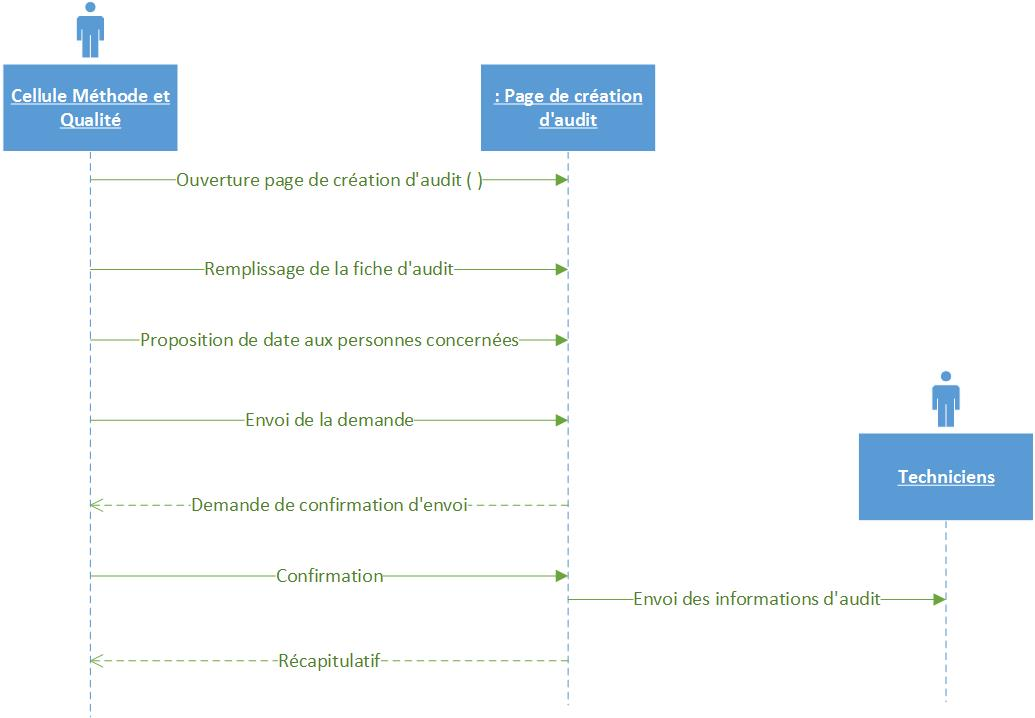 Cellule Méthode et
Qualité
: Page de création
d'audit
Ouverture page de création d'audit ( )
Remplissage de la fiche d'audit
Proposition de date aux personnes concernées
Envoi de la demande
Techniciens
Demande de confirmation d'envoi
Confirmation
Envoi des informations d'audit
Récapitulatif